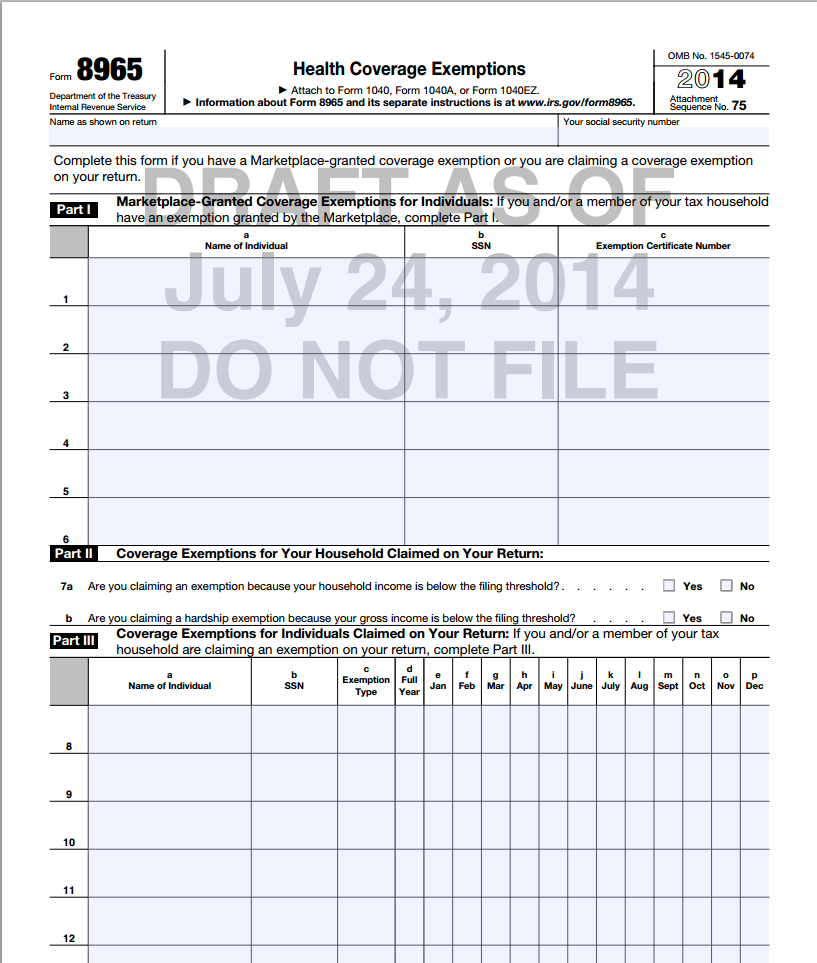 Form 8965
Department of the Treasury
Internal Revenue Service
Health Coverage Exemptions
▶ Attach to Form 1040, Form 1040A, or Form 1040EZ.
▶ Information about Form 8965 and its separate instructions is at www.irs.gov/form8965.
OMB No. 1545-0074
2014
Attachment
Sequence No. 75
Name as shown on return
Your social security number
Complete this form if you have a Marketplace-granted coverage exemption or you are claiming a coverage exemption
on your return.
DRAFT AS OF
July 24, 2014
DO NOT FILE
Part I
Marketplace-Granted Coverage Exemptions for Individuals: If you and/or a member of your tax household
have an exemption granted by the Marketplace, complete Part I.
a
Name of Individual
b
SSN
c
Exemption Certificate Number
1
2
3
4
5
6
Part II Coverage Exemptions for Your Household Claimed on Your Return:
7a Are you claiming an exemption because your household income is below the filing threshold? . . . . . . Yes No
b Are you claiming a hardship exemption because your gross income is below the filing threshold? . . . . Yes No
Part III
Coverage Exemptions for Individuals Claimed on Your Return: If you and/or a member of your tax
household are claiming an exemption on your return, complete Part III.
a
Name of Individual
b
SSN
c
Exemption
Type
d
Full
Year
e
Jan
f
Feb
g
Mar
h
Apr
i
May
j
June
k
July
l
Aug
m
Sept
n
Oct
o
Nov
p
Dec
8
9
10
11
12